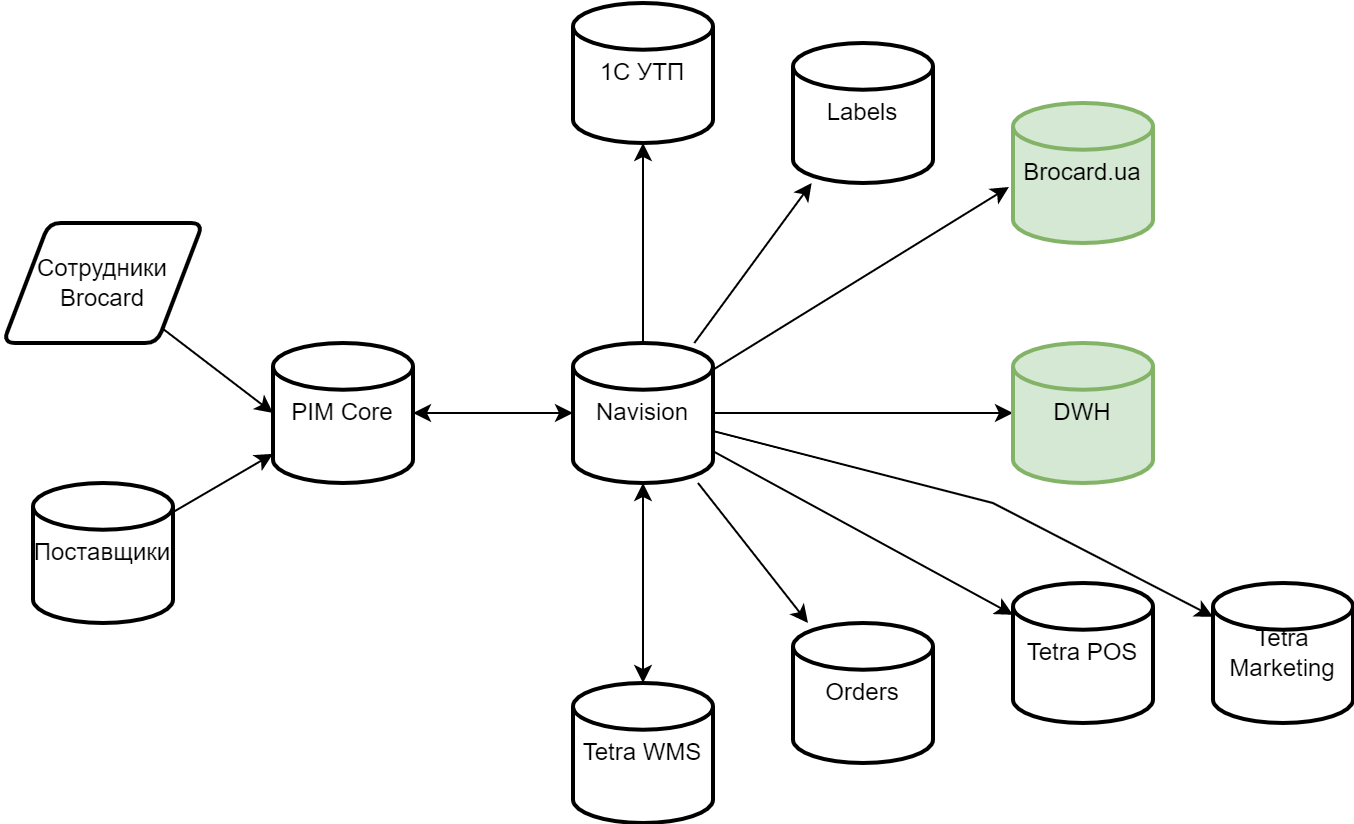 1С УТП
Labels
Brocard.ua
Сотрудники
Brocard
PIM Core
Navision
DWH
Поставщики
Tetra POS
Tetra
Marketing
Orders
Tetra WMS